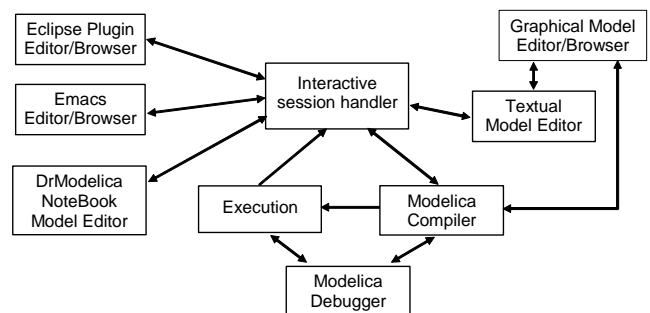 Eclipse Plugin
Editor/Browser
Graphical Model
Editor/Browser
Interactive
session handler
Emacs
Editor/Browser
Textual
Model Editor
DrModelica
NoteBook
Model Editor
Execution
Modelica
Compiler
Modelica
Debugger